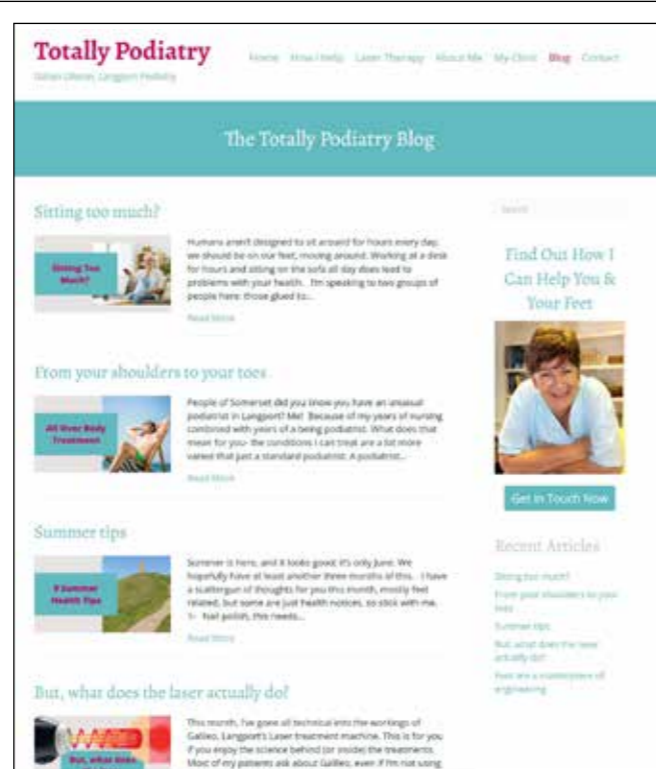 Totally Podiatry
Home How I Help Laser Therapy About Me My Clinic Blog Contact
Langport Podiatry
The Totally Podiatry Blog
Sitting too much?
Sitting Too
Much?
Humans aren't designed to sit around for hours every day,
we should be on our feet, moving around. Working at a desk
for hours and sitting on the sofa all day does lead to
problems with your health. I'm speaking to two groups of
people here: those glued to...
Read More
From your shoulders to your toes
All Over Body
Treatment
People of Somerset did you know you have an unusual
podiatrist in Langport? Me! Because of my years of nursing
combined with years of a being podiatrist. What does that
mean for you- the conditions I can treat are a bit more
varied that just a standard podiatrist. A podiatrist...
Read More
Summer tips
9 Summer
Health Tips
Summer is here, and it looks good; it's only June. We
hopefully have at least another three months of this. I have
a scattergun of thoughts for you this month, mostly feet
related, but some are just health notices, so stick with me.
1- Nail polish, this needs...
Read More
But, what does the laser actually do?
But, what does
This month, I've gone all technical into the workings of
Galileo, Langport's Laser treatment machine. This is for you
if you enjoy the science behind (or inside) the treatments.
Most of my patients ask about Galileo, even if I'm not using
Search
Find Out How I
Can Help You &
Your Feet
Get In Touch Now
Recent Articles
Sitting too much?
From your shoulders to your
toes
Summer tips
But, what does the laser
actually do?
Feet are a masterpiece of
engineering